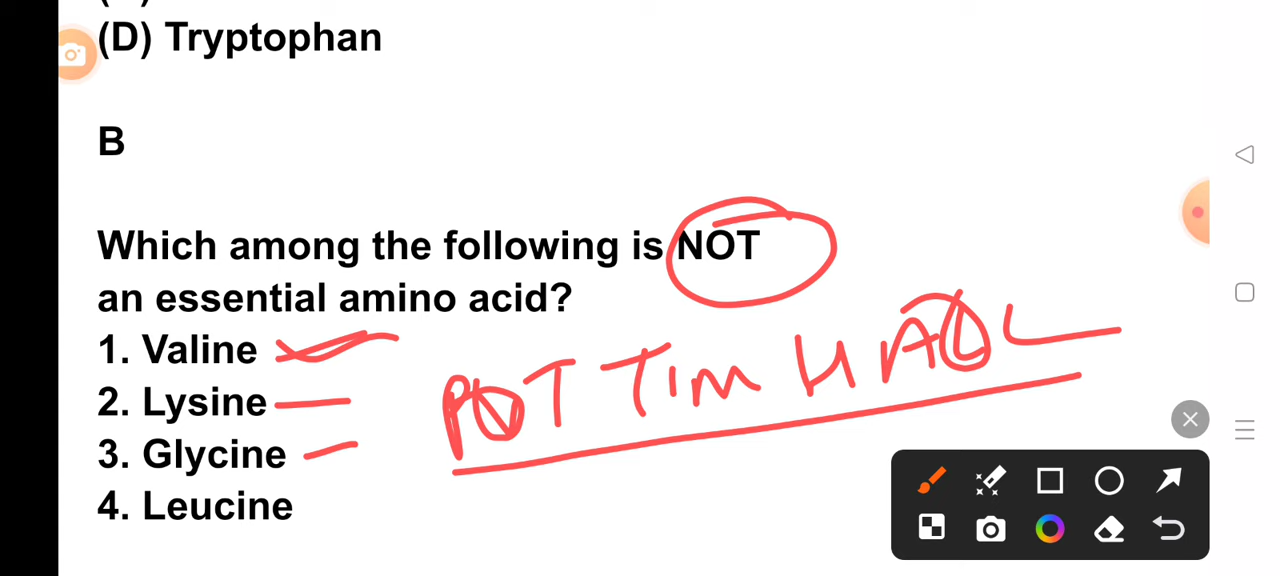 (D) Tryptophan
B
Which among the following is NOT
an essential amino acid?
1. Valine
2. Lysine
3. Glycine
4. Leucine
PVT TIM HALL